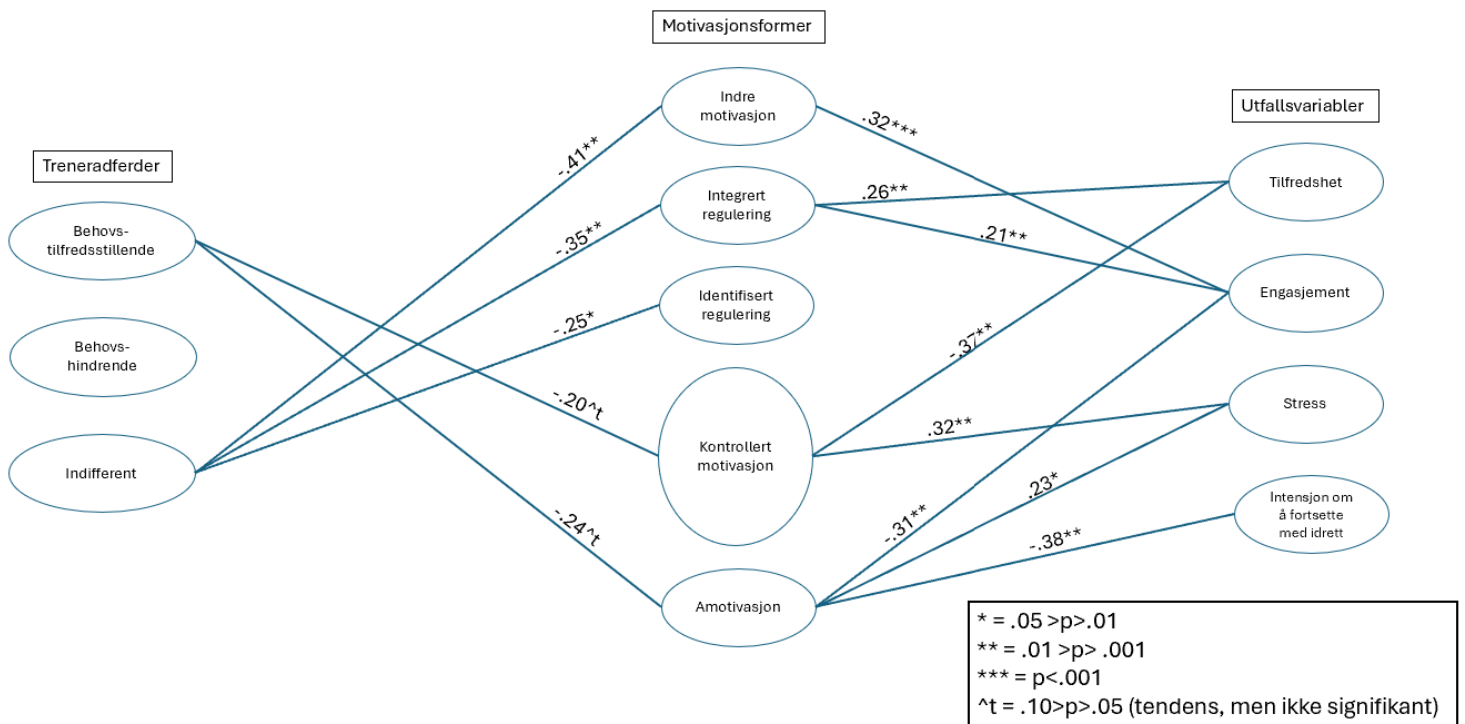 Motivasjonsformer
Treneradferder
Utfallsvariabler
Behovs-
tilfredsstillende
Behovs-
hindrende
Indifferent
Indre
motivasjon
Integrert
regulering
Identifisert
regulering
Kontrollert
motivasjon
Amotivasjon
Tilfredshet
Engasjement
Stress
Intensjon om
å fortsette
med idrett
-.41**
-.35**
-.25*
-.20^t
-.24^t
.32***
.26**
.21**
-.37**
.32**
-.31**
.23*
-.38**
* = .05 >p>.01
** = .01 >p> .001
*** = p<.001
^t = .10>p>.05 (tendens, men ikke signifikant)